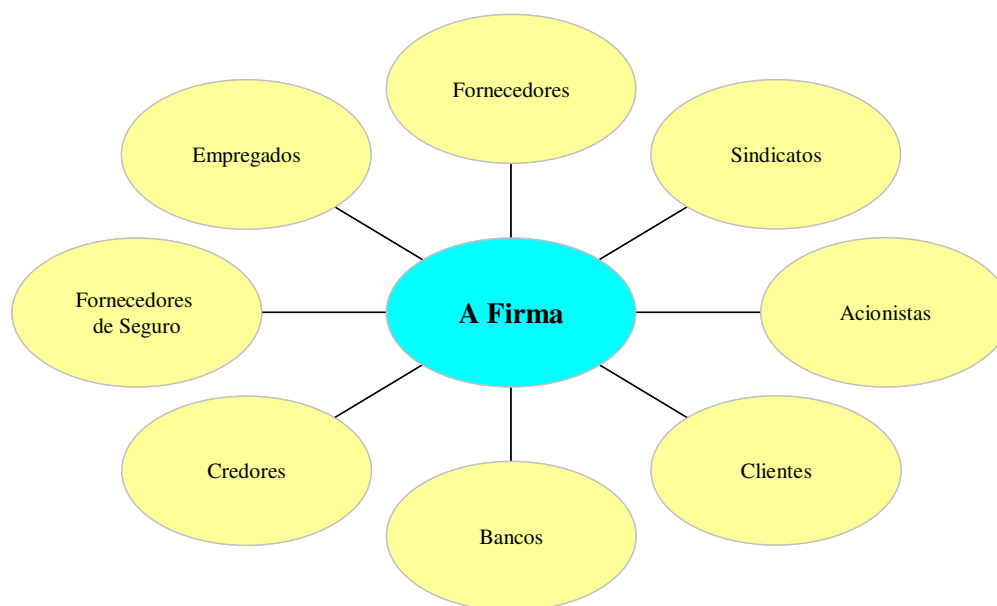 Fornecedores
Empregados
Sindicatos
Fornecedores
de Seguro
A Firma
Acionistas
Credores
Clientes
Bancos